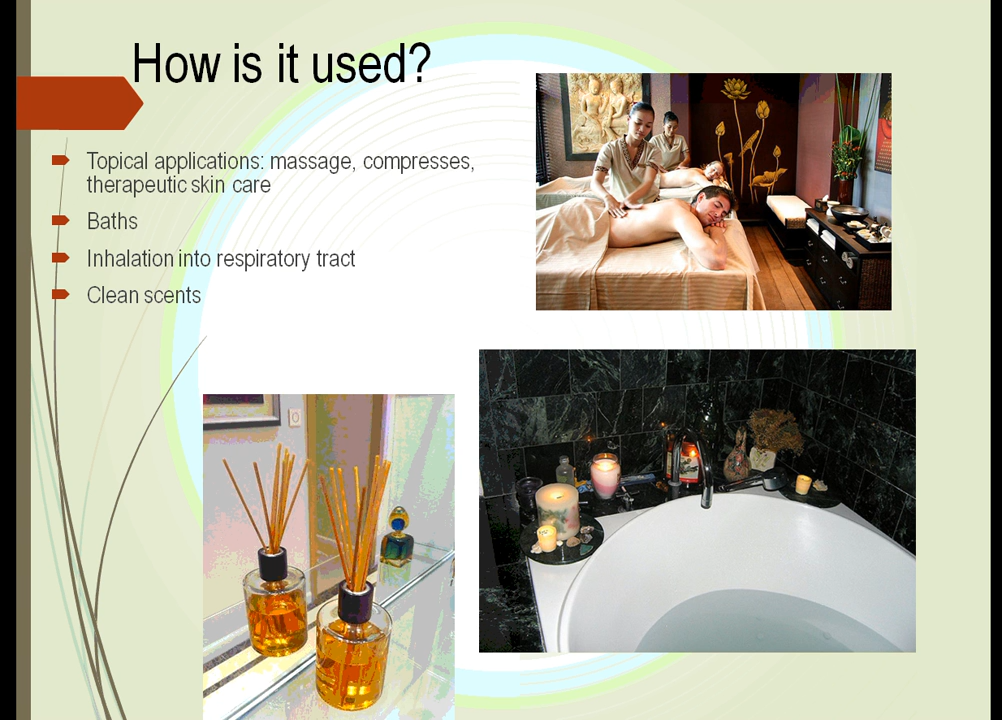 How is it used?
Topical applications: massage, compresses,
therapeutic skin care
Baths
Inhalation into respiratory tract
Clean scents